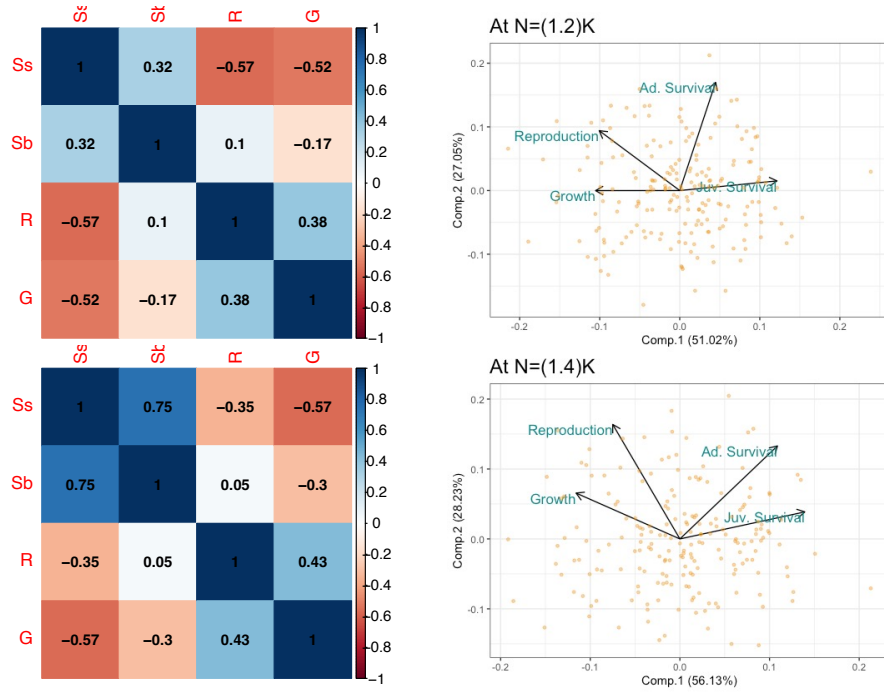 Ss Sb R G
Ss 1 0.32 −0.57 −0.52
Sb 0.32 1 0.1 −0.17
R −0.57 0.1 1 0.38
G −0.52 −0.17 0.38 1
1
0.8
0.6
0.4
0.2
0
−0.2
−0.4
−0.6
−0.8
−1
At N=(1.2)K
Ad. Survival
Reproduction
Juv. Survival
Growth
Comp.2 (27.05%)
0.2
0.1
0.0
-0.1
-0.2 -0.1 0.0 0.1 0.2
Comp.1 (51.02%)
Ss Sb R G
Ss 1 0.75 −0.35 −0.57
Sb 0.75 1 0.05 −0.3
R −0.35 0.05 1 0.43
G −0.57 −0.3 0.43 1
1
0.8
0.6
0.4
0.2
0
−0.2
−0.4
−0.6
−0.8
−1
At N=(1.4)K
Reproduction
Ad. Survival
Growth
Juv. Survival
Comp.2 (28.23%)
0.2
0.1
0.0
-0.1
-0.2 -0.1 0.0 0.1 0.2
Comp.1 (56.13%)